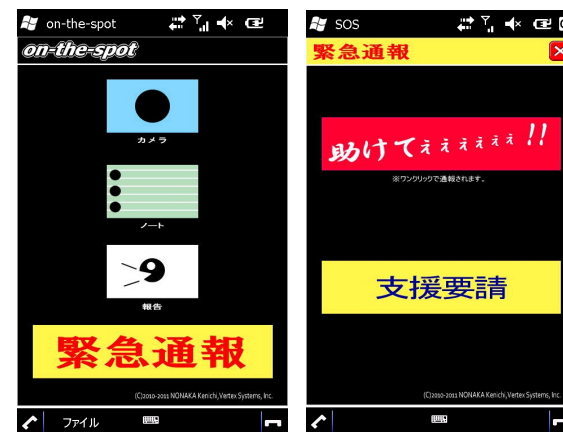 on-the-spot
on-the-spot
カメラ
ノート
報告
緊急通報
(C)2010-2011 NONAKA Kenichi,Vertex Systems, Inc.
ファイル
SOS
緊急通報
助けてぇぇぇぇぇぇ!!
※ワンクリックで通報されます。
支援要請
(C)2010-2011 NONAKA Kenichi,Vertex Systems, Inc.